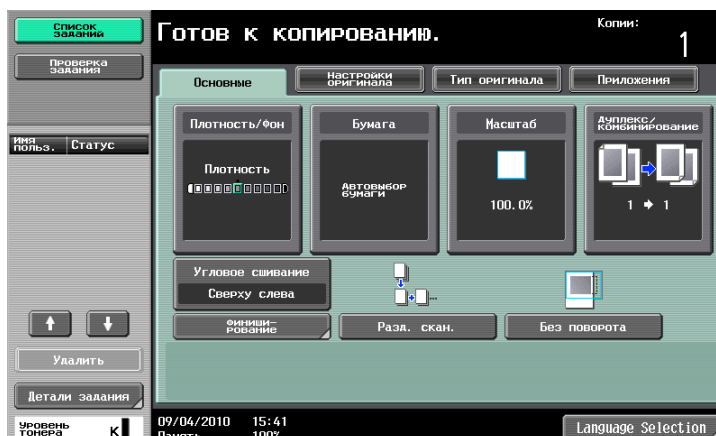 Список
заданий
Готов к копированию.
Копии:
1
Проверка
задания
Основные
Настройки
оригинала
Тип оригинала
Приложения
Имя
польз.
Статус
Плотность/Фон
Бумага
Масштаб
Дуплекс/
комбинирование
Плотность
Автовыбор
бумаги
100.0%
1 → 1
Угловое сшивание
Сверху слева
Финиши-
рование
Разд. скан.
Без поворота
Удалить
Детали задания
Уровень
тонера
K
09/04/2010 15:41
Память 100%
Language Selection